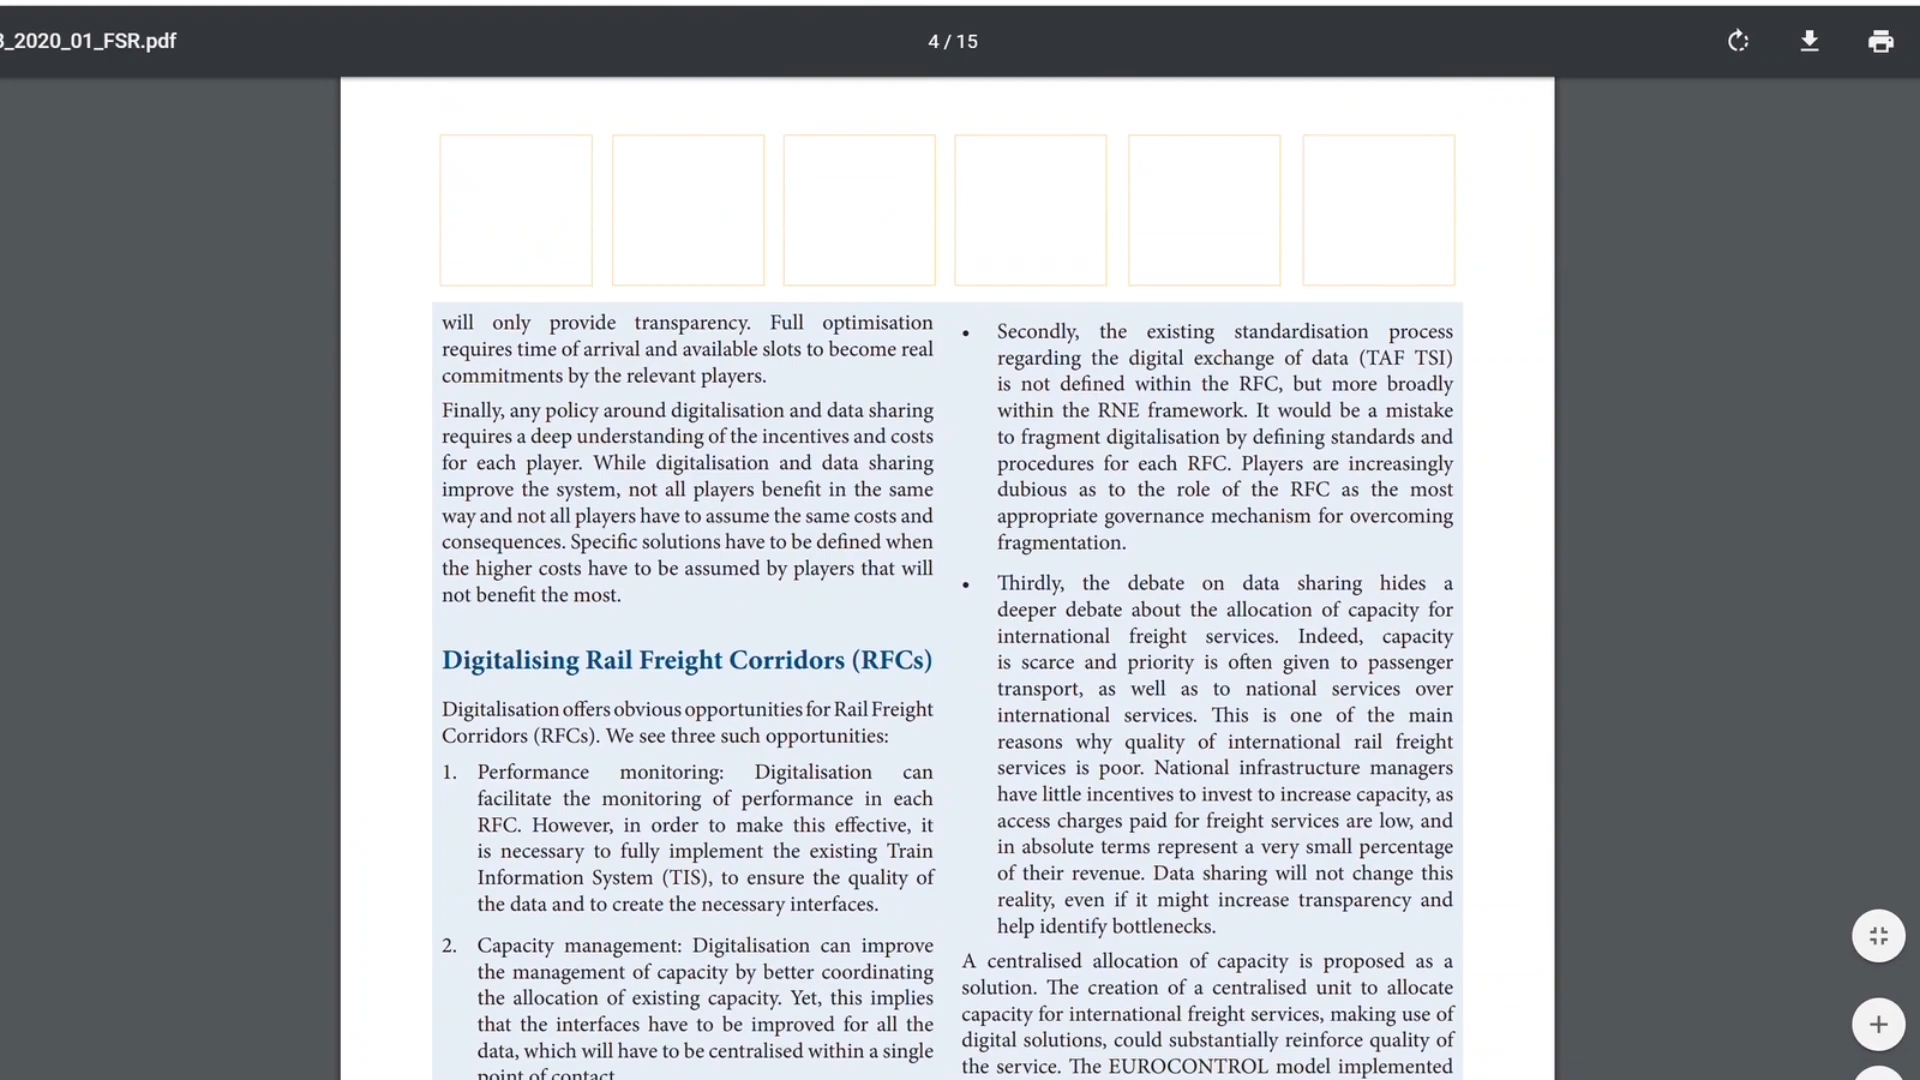 3_2020_01_FSR.pdf
4 / 15
will only provide transparency. Full optimisation
requires time of arrival and available slots to become real
commitments by the relevant players.
Finally, any policy around digitalisation and data sharing
requires a deep understanding of the incentives and costs
for each player. While digitalisation and data sharing
improve the system, not all players benefit in the same
way and not all players have to assume the same costs and
consequences. Specific solutions have to be defined when
the higher costs have to be assumed by players that will
not benefit the most.
Digitalising Rail Freight Corridors (RFCs)
Digitalisation offers obvious opportunities for Rail Freight
Corridors (RFCs). We see three such opportunities:
1. Performance monitoring: Digitalisation can
facilitate the monitoring of performance in each
RFC. However, in order to make this effective, it
is necessary to fully implement the existing Train
Information System (TIS), to ensure the quality of
the data and to create the necessary interfaces.
2. Capacity management: Digitalisation can improve
the management of capacity by better coordinating
the allocation of existing capacity. Yet, this implies
that the interfaces have to be improved for all the
data, which will have to be centralised within a single
point of contact.
• Secondly, the existing standardisation process
regarding the digital exchange of data (TAF TSI)
is not defined within the RFC, but more broadly
within the RNE framework. It would be a mistake
to fragment digitalisation by defining standards and
procedures for each RFC. Players are increasingly
dubious as to the role of the RFC as the most
appropriate governance mechanism for overcoming
fragmentation.
• Thirdly, the debate on data sharing hides a
deeper debate about the allocation of capacity for
international freight services. Indeed, capacity
is scarce and priority is often given to passenger
transport, as well as to national services over
international services. This is one of the main
reasons why quality of international rail freight
services is poor. National infrastructure managers
have little incentives to invest to increase capacity, as
access charges paid for freight services are low, and
in absolute terms represent a very small percentage
of their revenue. Data sharing will not change this
reality, even if it might increase transparency and
help identify bottlenecks.
A centralised allocation of capacity is proposed as a
solution. The creation of a centralised unit to allocate
capacity for international freight services, making use of
digital solutions, could substantially reinforce quality of
the service. The EUROCONTROL model implemented